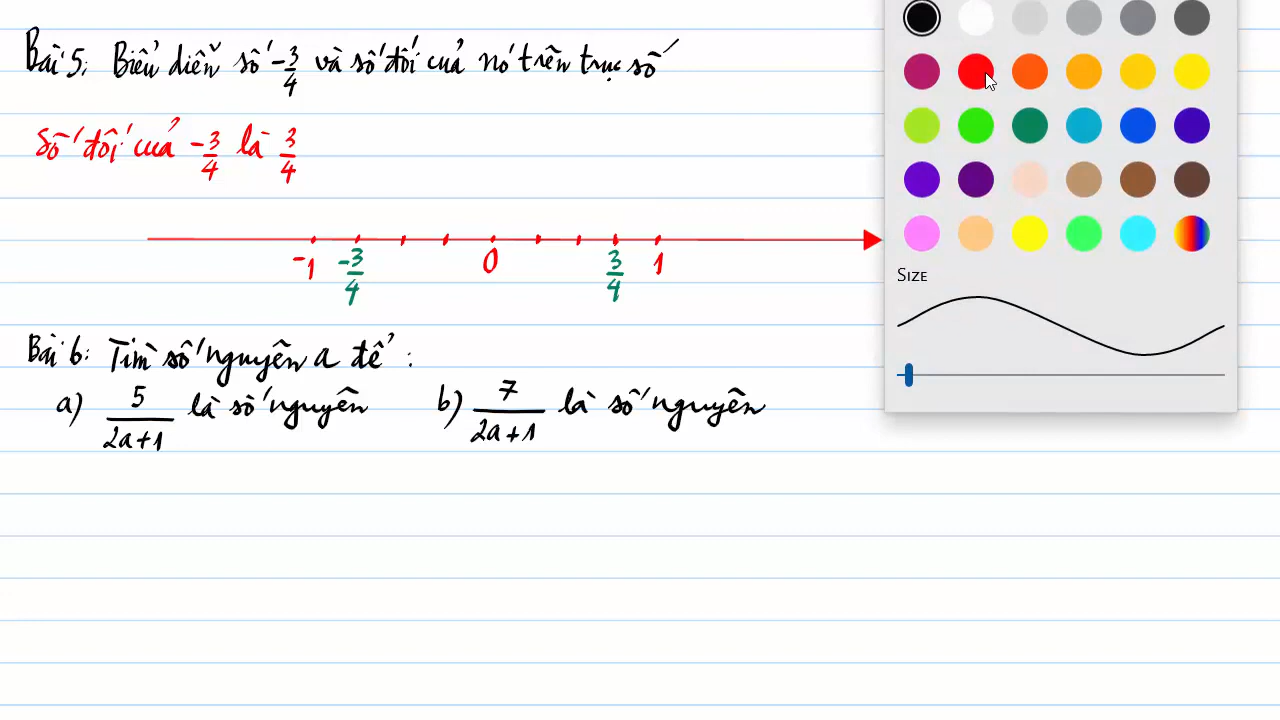 Bài 5: Biểu diễn số -3/4 và số đối của nó trên trục số
Số đối của -3/4 là 3/4
-1 -3/4 0 3/4 1
Bài 6: Tìm số nguyên a để :
a) 5/(2a+1) là số nguyên b) 7/(2a+1) là số nguyên
Size